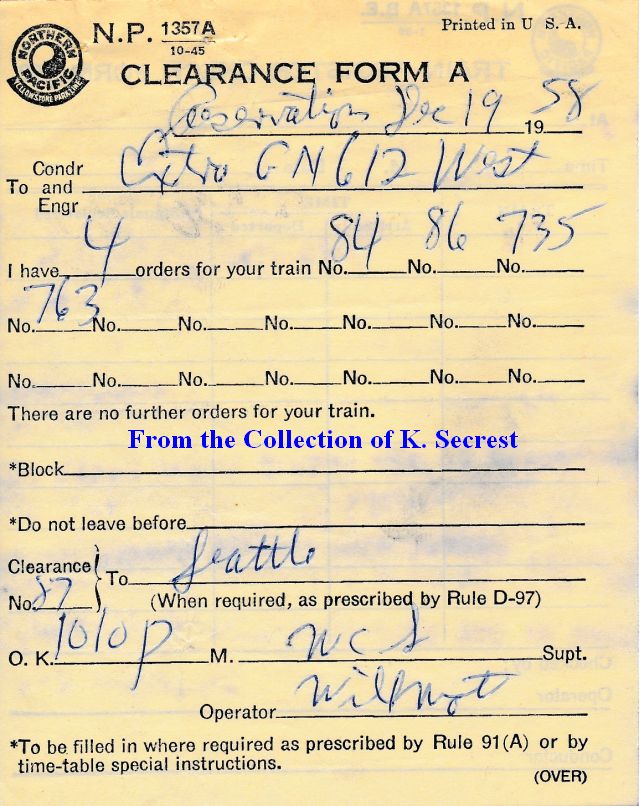 N.P. 1357A
10-45
Printed in U. S. A.
NORTHERN PACIFIC
YELLOWSTONE PARK LINE
CLEARANCE FORM A
Reservation Dec 19 1958
Condr
To and Extra GN 612 West
Engr
I have 4 orders for your train No. 84 No. 86 No. 735
No. 763 No. No. No. No. No. No.
No. No. No. No. No. No. No.
There are no further orders for your train.
From the Collection of K. Secrest
*Block
*Do not leave before
Clearance
To Seattle
No. 87 (When required, as prescribed by Rule D-97)
O. K. 1010 P M. WCS Supt.
Operator
*To be filled in where required as prescribed by Rule 91(A) or by
time-table special instructions.
(OVER)